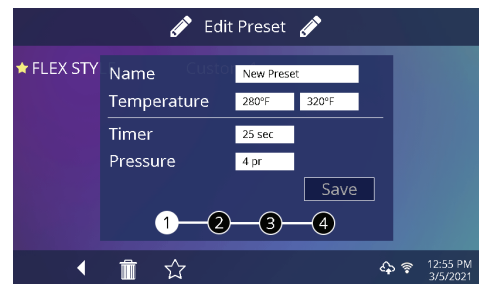 Edit Preset
FLEX STY
Custo
Name New Preset
Temperature 280°F 320°F
Timer 25 sec
Pressure 4 pr
Save
1 2 3 4
12:55 PM
3/5/2021